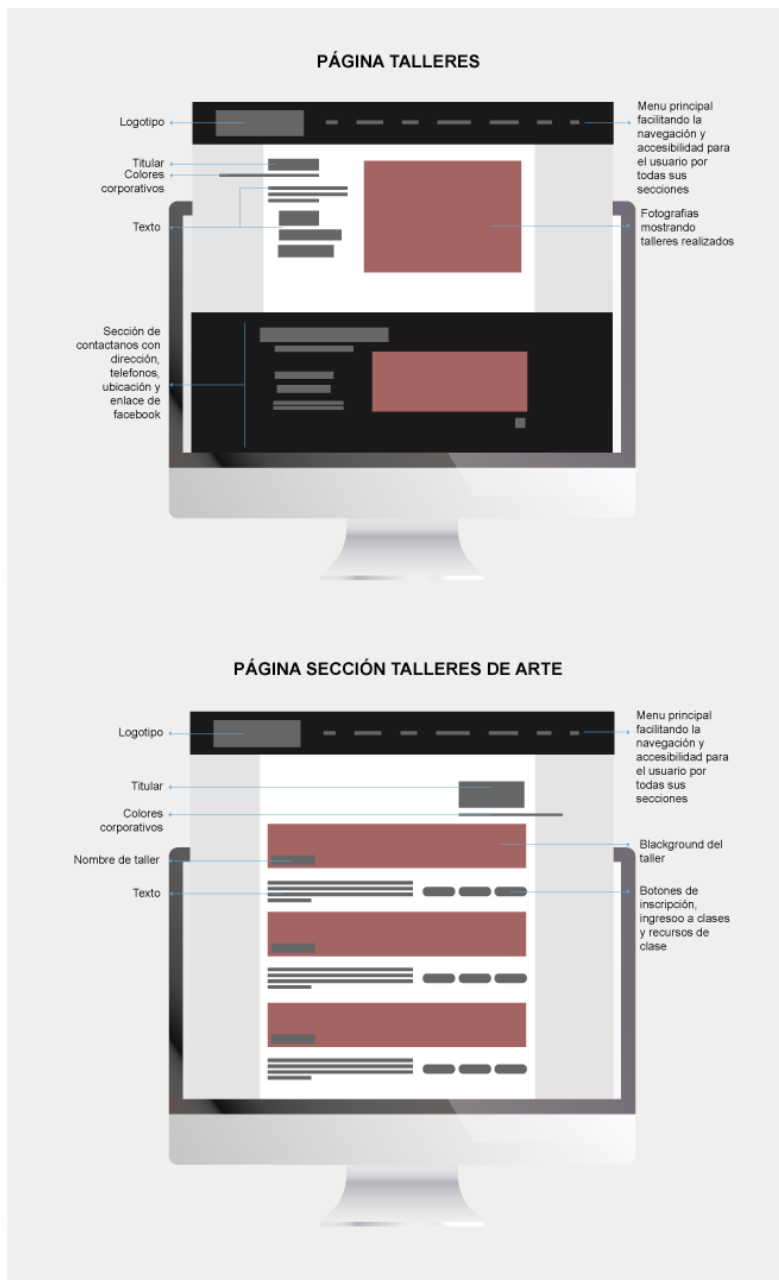 PÁGINA TALLERES
Logotipo
Menu principal
facilitando la
navegación y
accesibilidad para
el usuario por
todas sus
secciones
Titular
Colores
corporativos
Texto
Fotografias
mostrando
talleres realizados
Sección de
contactanos con
dirección,
telefonos,
ubicación y
enlace de
facebook
PÁGINA SECCIÓN TALLERES DE ARTE
Logotipo
Menu principal
facilitando la
navegación y
accesibilidad para
el usuario por
todas sus
secciones
Titular
Colores
corporativos
Nombre de taller
Blackground del
taller
Texto
Botones de
inscripción,
ingresoo a clases
y recursos de
clase